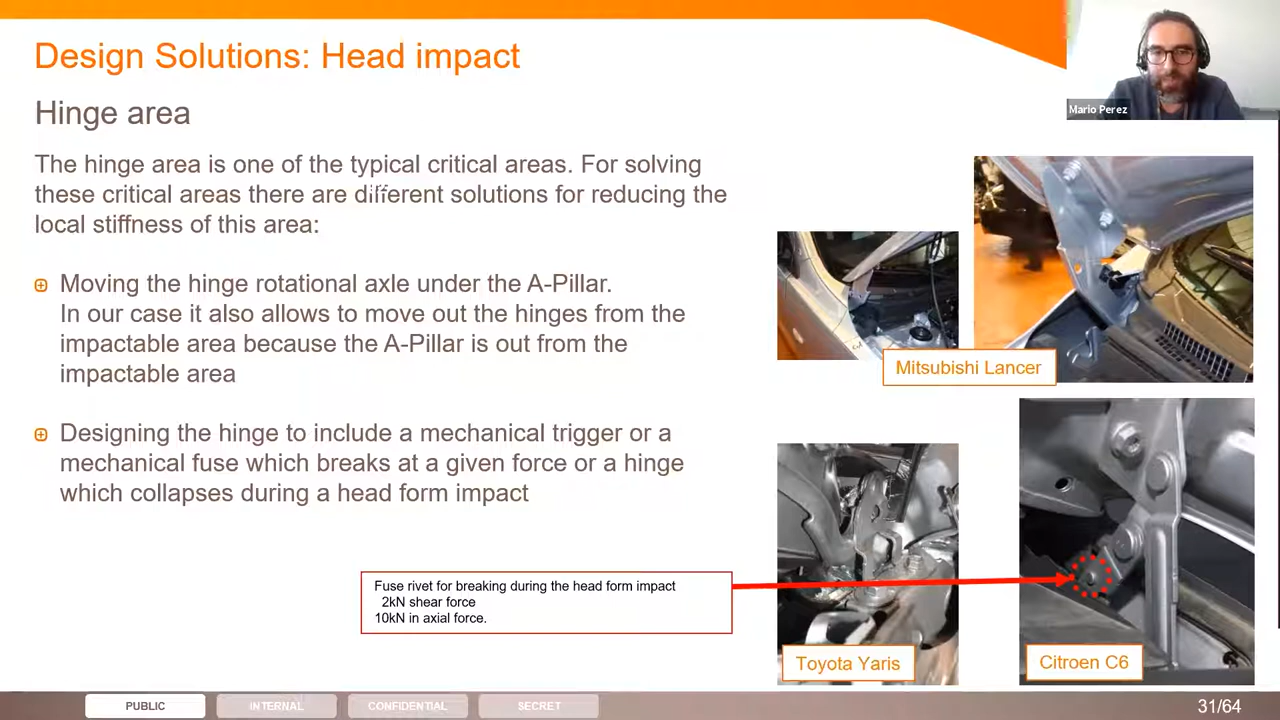 Design Solutions: Head impact
Mario Perez
Hinge area
The hinge area is one of the typical critical areas. For solving
these critical areas there are different solutions for reducing the
local stiffness of this area:
Moving the hinge rotational axle under the A-Pillar.
In our case it also allows to move out the hinges from the
impactable area because the A-Pillar is out from the
impactable area
Designing the hinge to include a mechanical trigger or a
mechanical fuse which breaks at a given force or a hinge
which collapses during a head form impact
Mitsubishi Lancer
Fuse rivet for breaking during the head form impact
2kN shear force
10kN in axial force.
Toyota Yaris
Citroen C6
PUBLIC
INTERNAL
CONFIDENTIAL
SECRET
31/64